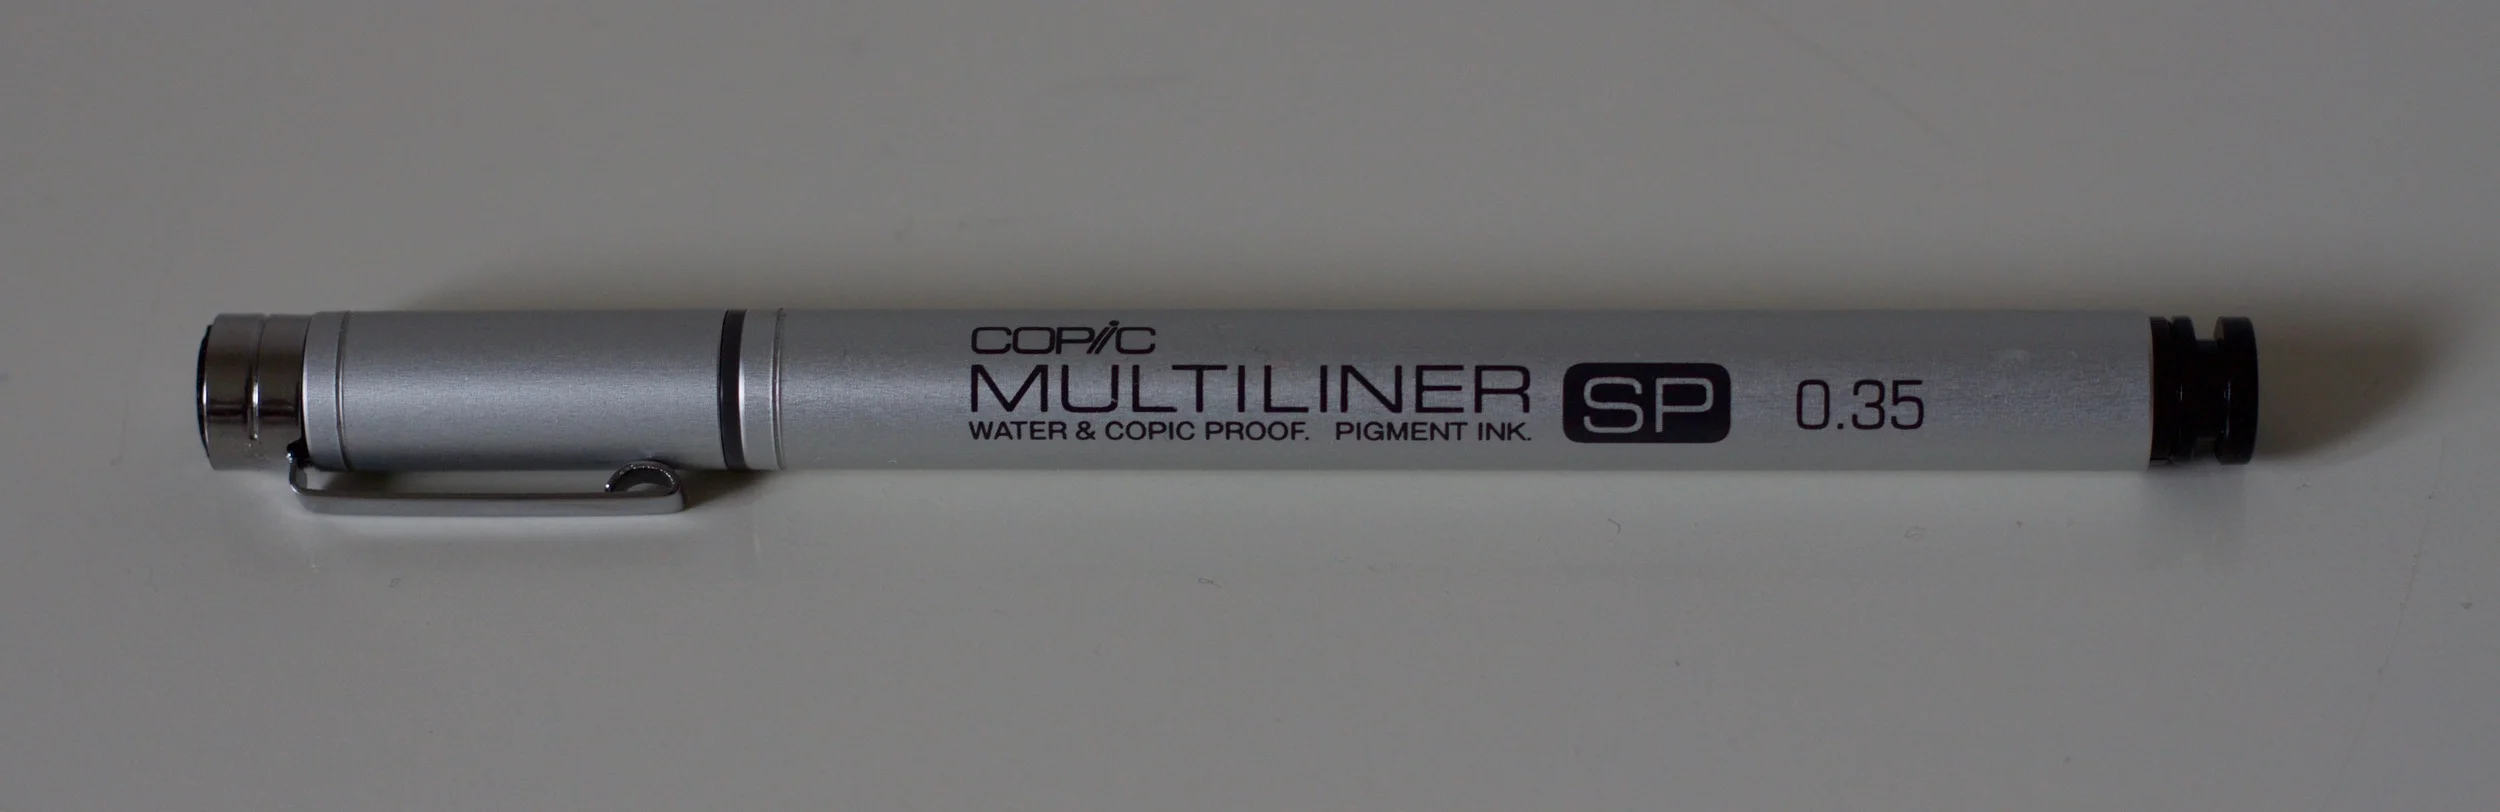 COPIC
MULTILINER SP 0.35
WATER & COPIC PROOF. PIGMENT INK.